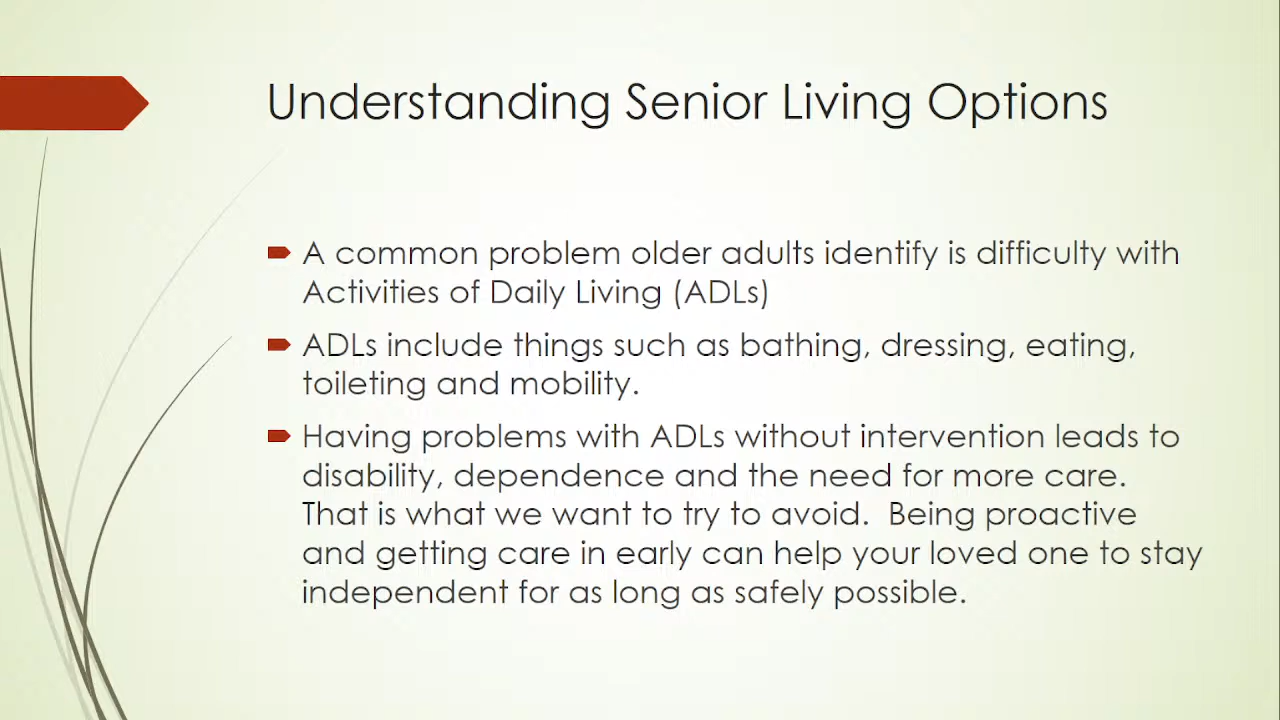 Understanding Senior Living Options
A common problem older adults identify is difficulty with
Activities of Daily Living (ADLs)
ADLs include things such as bathing, dressing, eating,
toileting and mobility.
Having problems with ADLs without intervention leads to
disability, dependence and the need for more care.
That is what we want to try to avoid.  Being proactive
and getting care in early can help your loved one to stay
independent for as long as safely possible.